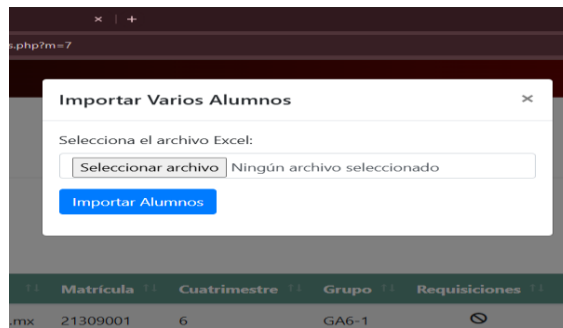 s.php?m=7
Importar Varios Alumnos ×
Selecciona el archivo Excel:
Seleccionar archivo Ningún archivo seleccionado
Importar Alumnos
Matrícula Cuatrimestre Grupo Requisiciones
.mx 21309001 6 GA6-1